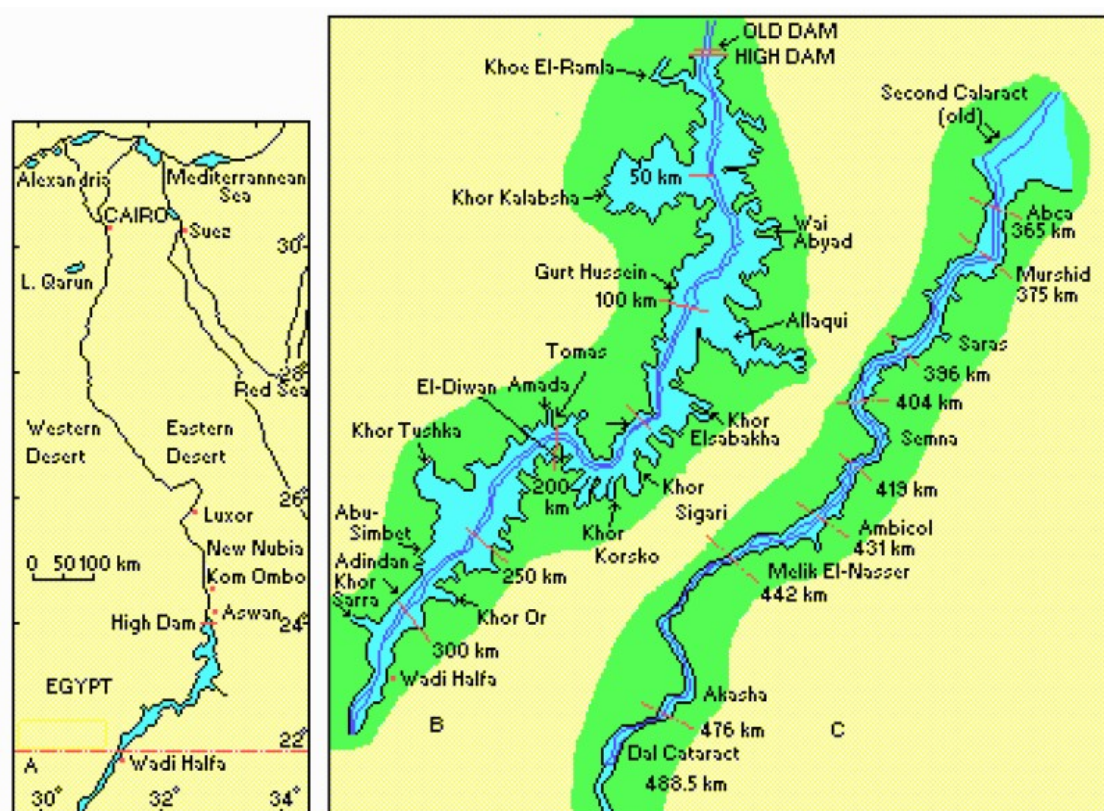 Alexandria
Mediterrannean
Sea
CAIRO
Suez
30°
L. Qarun
28°
Red Sea
Western
Desert
Eastern
Desert
26°
Luxor
0 50 100 km
New Nubia
Kom Ombo
Aswan
High Dam
24°
EGYPT
22°
A
Wadi Halfa
30°
32°
34°
OLD DAM
HIGH DAM
Khoe El-Ramla
50 km
Khor Kalabsha
Wai
Abyad
Gurt Hussein
100 km
Allaqui
Tomas
El-Diwan
Amada
Khor Tushka
Khor
Elsabakha
200
km
Khor
Sigari
Khor
Korsko
Abu-
Simbet
Adindan
Khor
Sarra
250 km
Khor Or
300 km
Wadi Halfa
B
Second Calaract
(old)
Abca
365 km
Murshid
375 km
Saras
396 km
404 km
Semna
419 km
Ambicol
431 km
Melik El-Nasser
442 km
Akasha
476 km
C
Dal Cataract
488.5 km